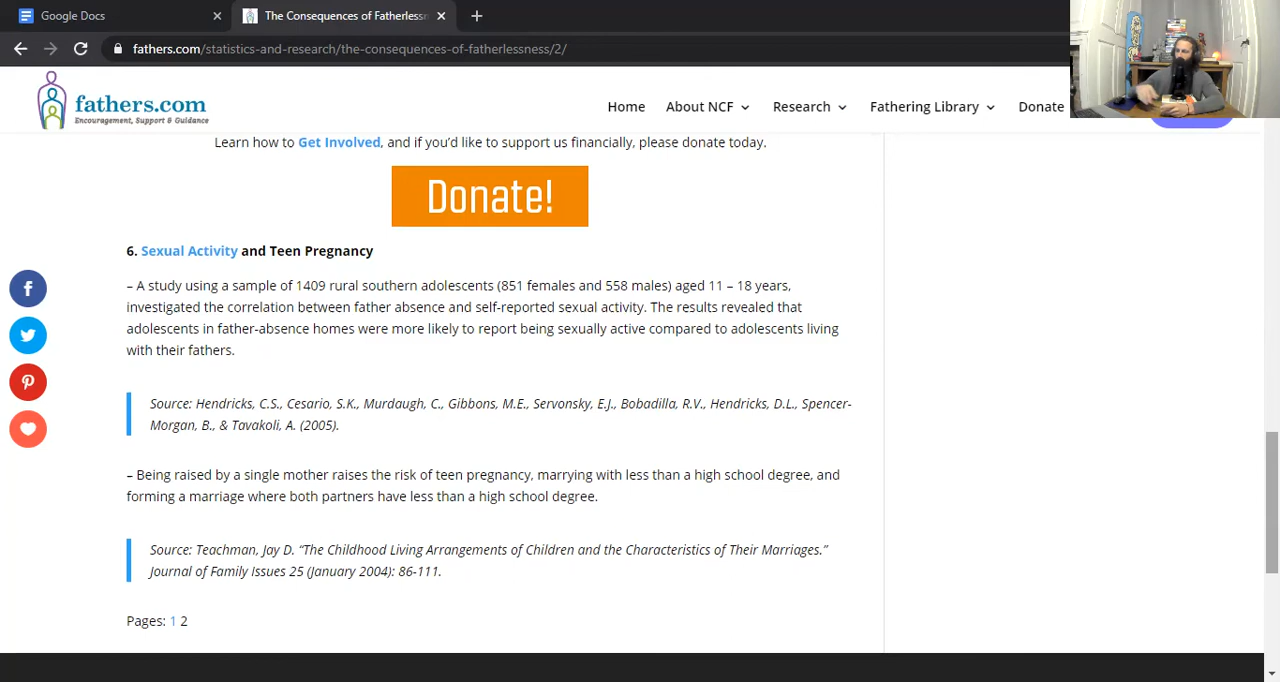 Google Docs
The Consequences of Fatherlessn
fathers.com/statistics-and-research/the-consequences-of-fatherlessness/2/
fathers.com
Encouragement, Support & Guidance
Home
About NCF
Research
Fathering Library
Donate
Learn how to Get Involved, and if you’d like to support us financially, please donate today.
Donate!
6. Sexual Activity and Teen Pregnancy
– A study using a sample of 1409 rural southern adolescents (851 females and 558 males) aged 11 – 18 years,
investigated the correlation between father absence and self-reported sexual activity. The results revealed that
adolescents in father-absence homes were more likely to report being sexually active compared to adolescents living
with their fathers.
Source: Hendricks, C.S., Cesario, S.K., Murdaugh, C., Gibbons, M.E., Servonsky, E.J., Bobadilla, R.V., Hendricks, D.L., Spencer-
Morgan, B., & Tavakoli, A. (2005).
– Being raised by a single mother raises the risk of teen pregnancy, marrying with less than a high school degree, and
forming a marriage where both partners have less than a high school degree.
Source: Teachman, Jay D. “The Childhood Living Arrangements of Children and the Characteristics of Their Marriages.”
Journal of Family Issues 25 (January 2004): 86-111.
Pages: 1 2